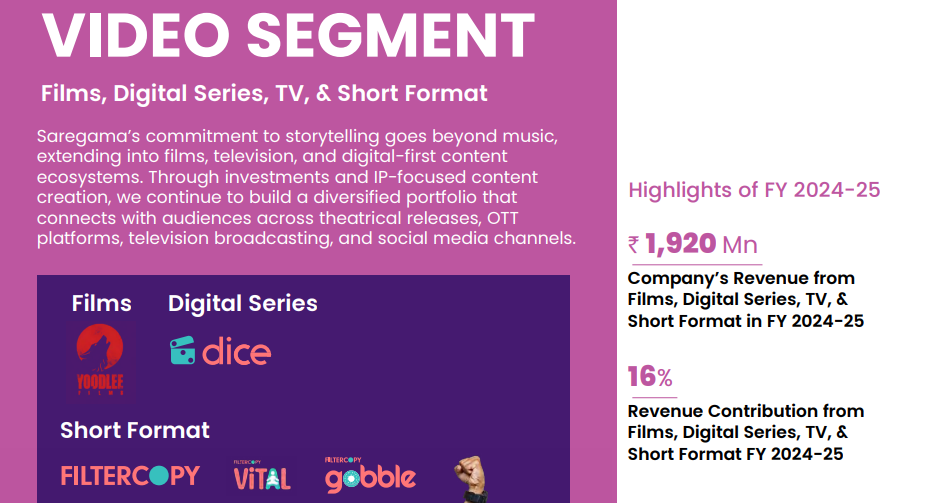 VIDEO SEGMENT
Films, Digital Series, TV, & Short Format
Saregama’s commitment to storytelling goes beyond music,
extending into films, television, and digital-first content
ecosystems. Through investments and IP-focused content
creation, we continue to build a diversified portfolio that
connects with audiences across theatrical releases, OTT
platforms, television broadcasting, and social media channels.
Films
Digital Series
YOODLEE
FILMS
dice
Short Format
FILTERCOPY
FILTERCOPY
ViTAL
FILTERCOPY
gobble
Highlights of FY 2024-25
₹ 1,920 Mn
Company’s Revenue from
Films, Digital Series, TV, &
Short Format in FY 2024-25
16%
Revenue Contribution from
Films, Digital Series, TV, &
Short Format FY 2024-25